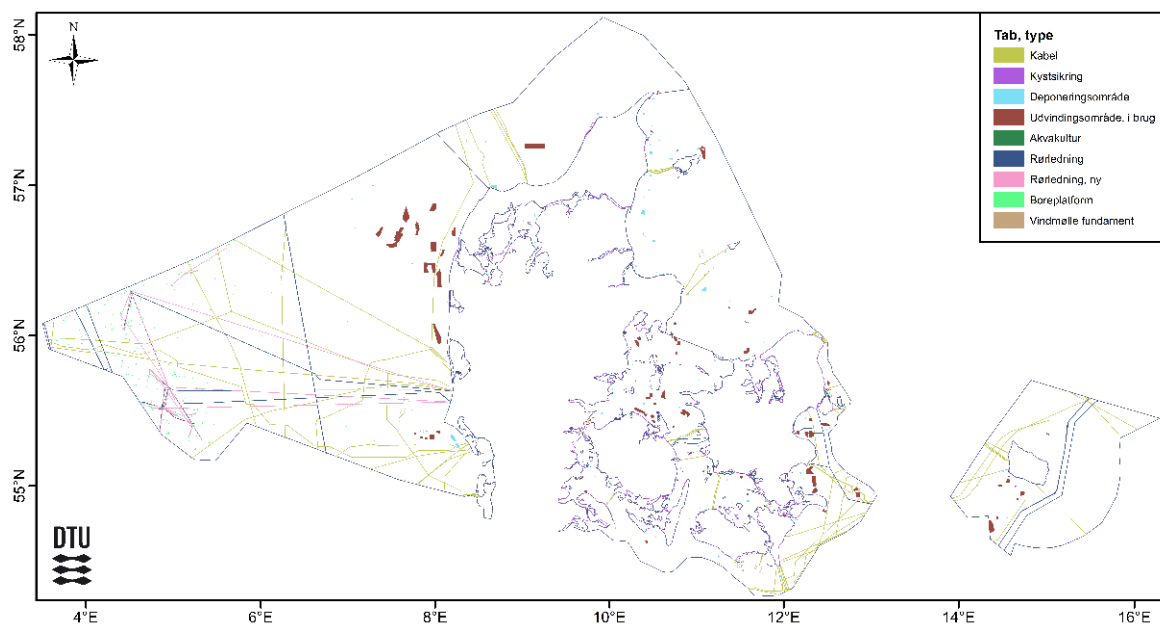 58°N
57°N
56°N
55°N
N
Tab, type
Kabel
Kystsikring
Deponeringsområde
Udvindingsområde, i brug
Akvakultur
Rørledning
Rørledning, ny
Boreplatform
Vindmølle fundament
DTU
4°E
6°E
8°E
10°E
12°E
14°E
16°E